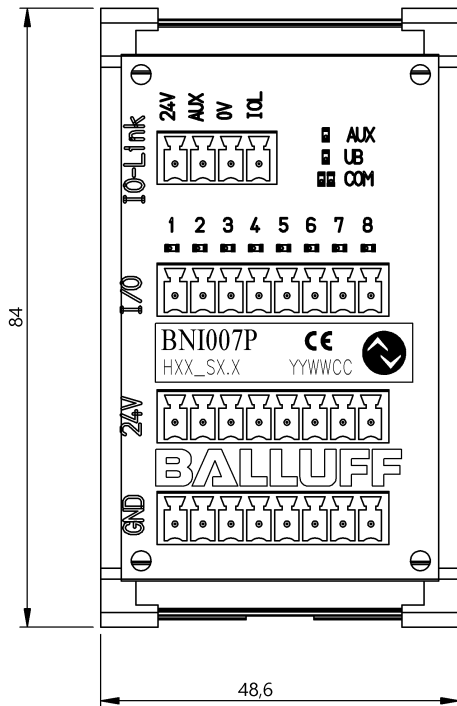 24V AUX 0V IOL
IO-Link
AUX
UB
COM
1 2 3 4 5 6 7 8
I/O
BNI007P CE
HXX_SX.X YYWWCC
24V
BALLUFF
GND
84
48,6